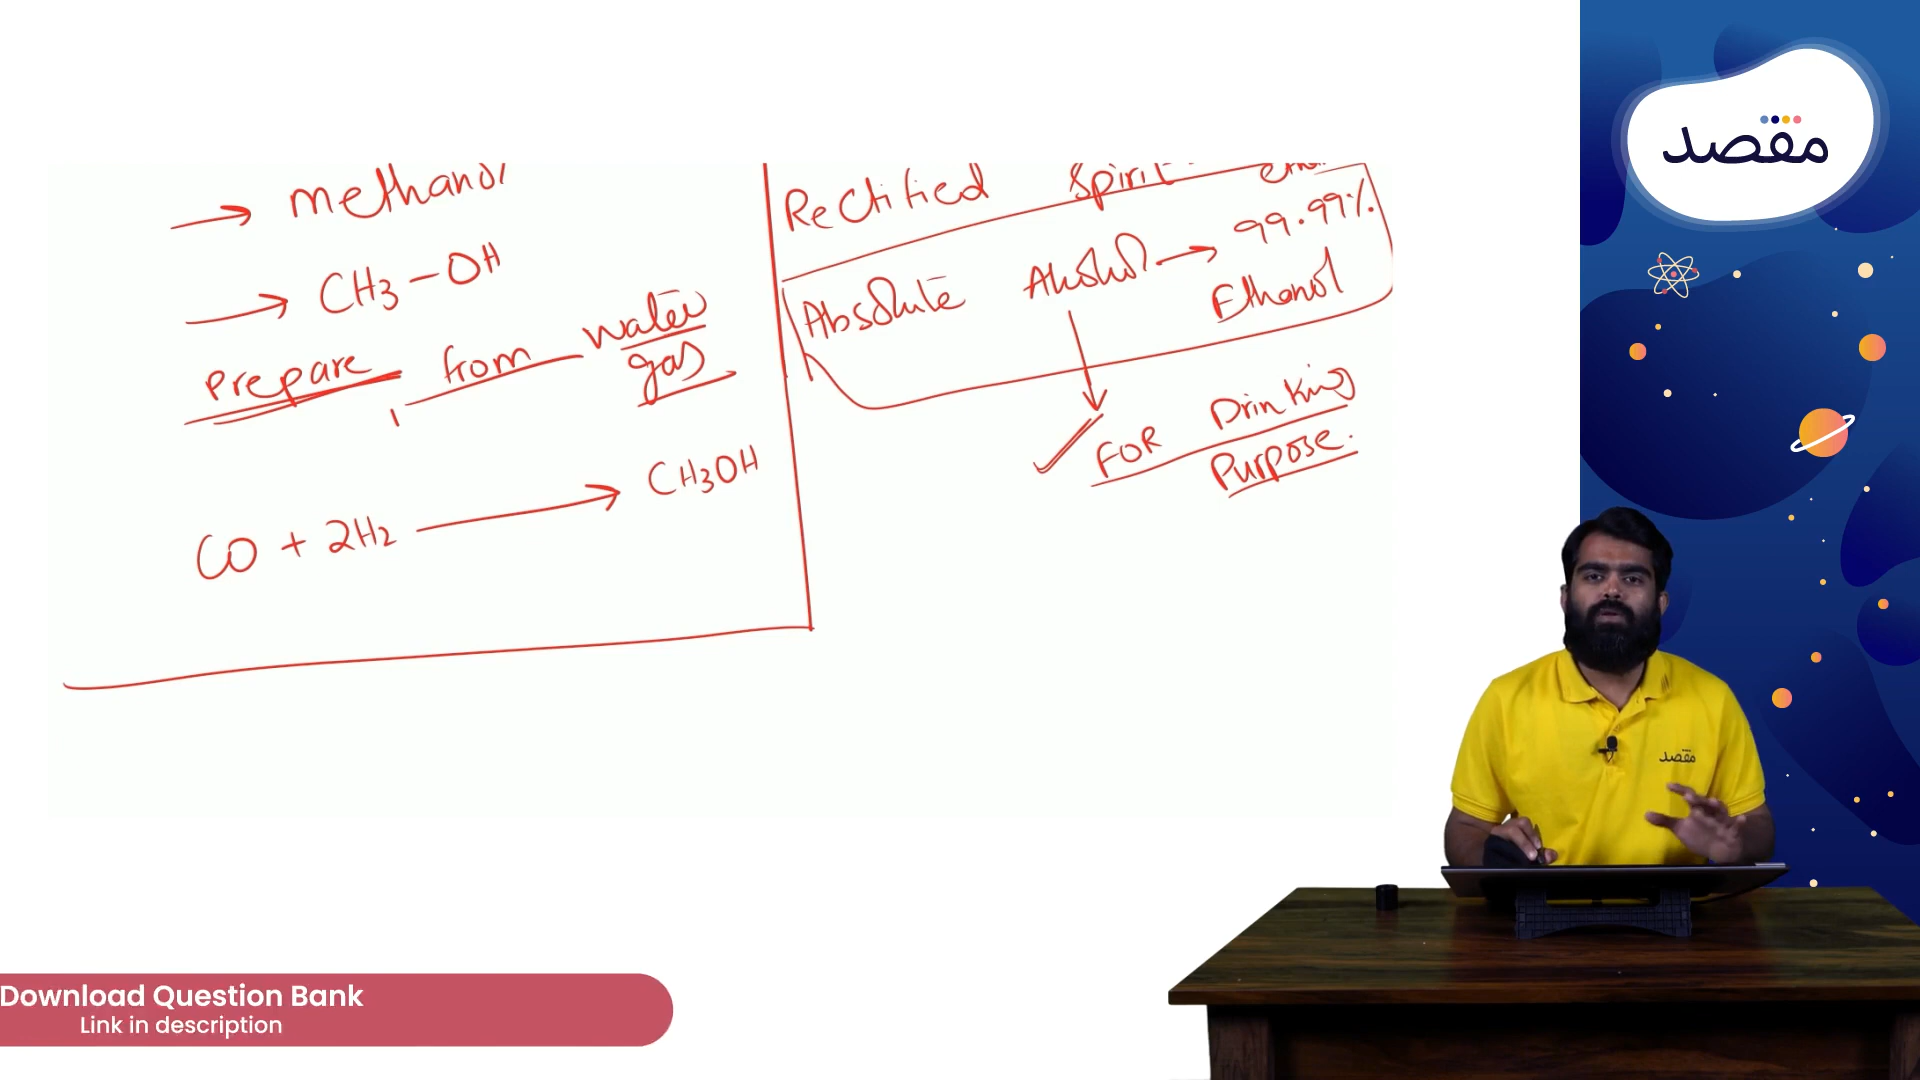 → methanol
→ CH3-OH
Prepare from water
gas
CO + 2H2 → CH3OH
Rectified Spirit
Absolute Alcohol → 99.99%
Ethanol
FOR Drinking
Purpose.
مقصد
مقصد
Download Question Bank
Link in description